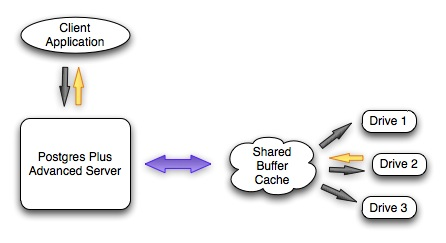 Client
Application
Postgres Plus
Advanced Server
Shared
Buffer
Cache
Drive 1
Drive 2
Drive 3